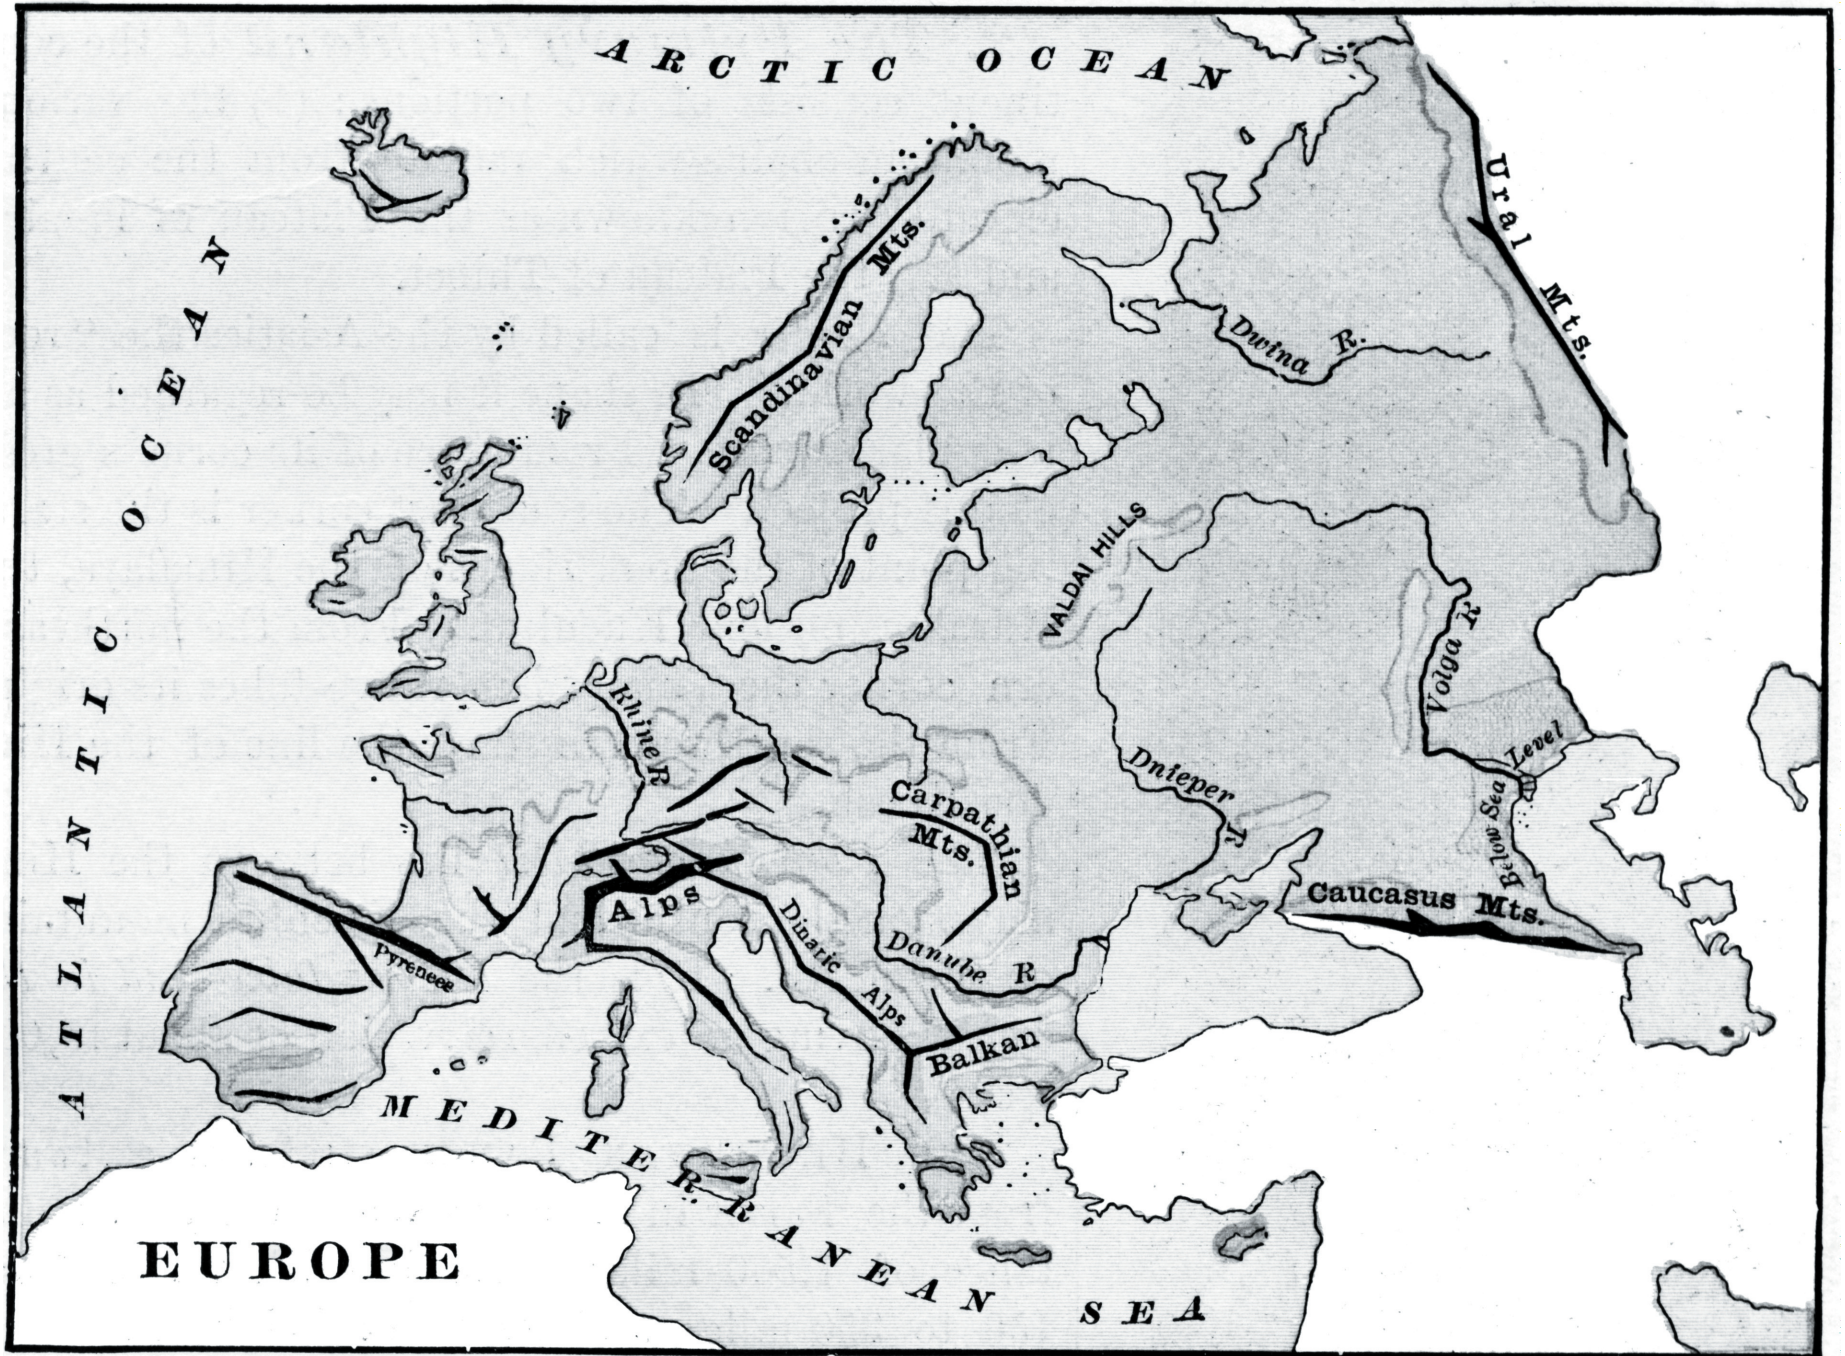 ARCTIC OCEAN
ATLANTIC OCEAN
Ural Mts.
Scandinavian Mts.
Dwina R.
VALDAI HILLS
Volga R
Rhine R
Below Sea Level
Dnieper R
Carpathian
Mts.
Caucasus Mts.
Alps
Pyrenees
Dinaric Alps
Danube R
Balkan
MEDITERRANEAN SEA
EUROPE